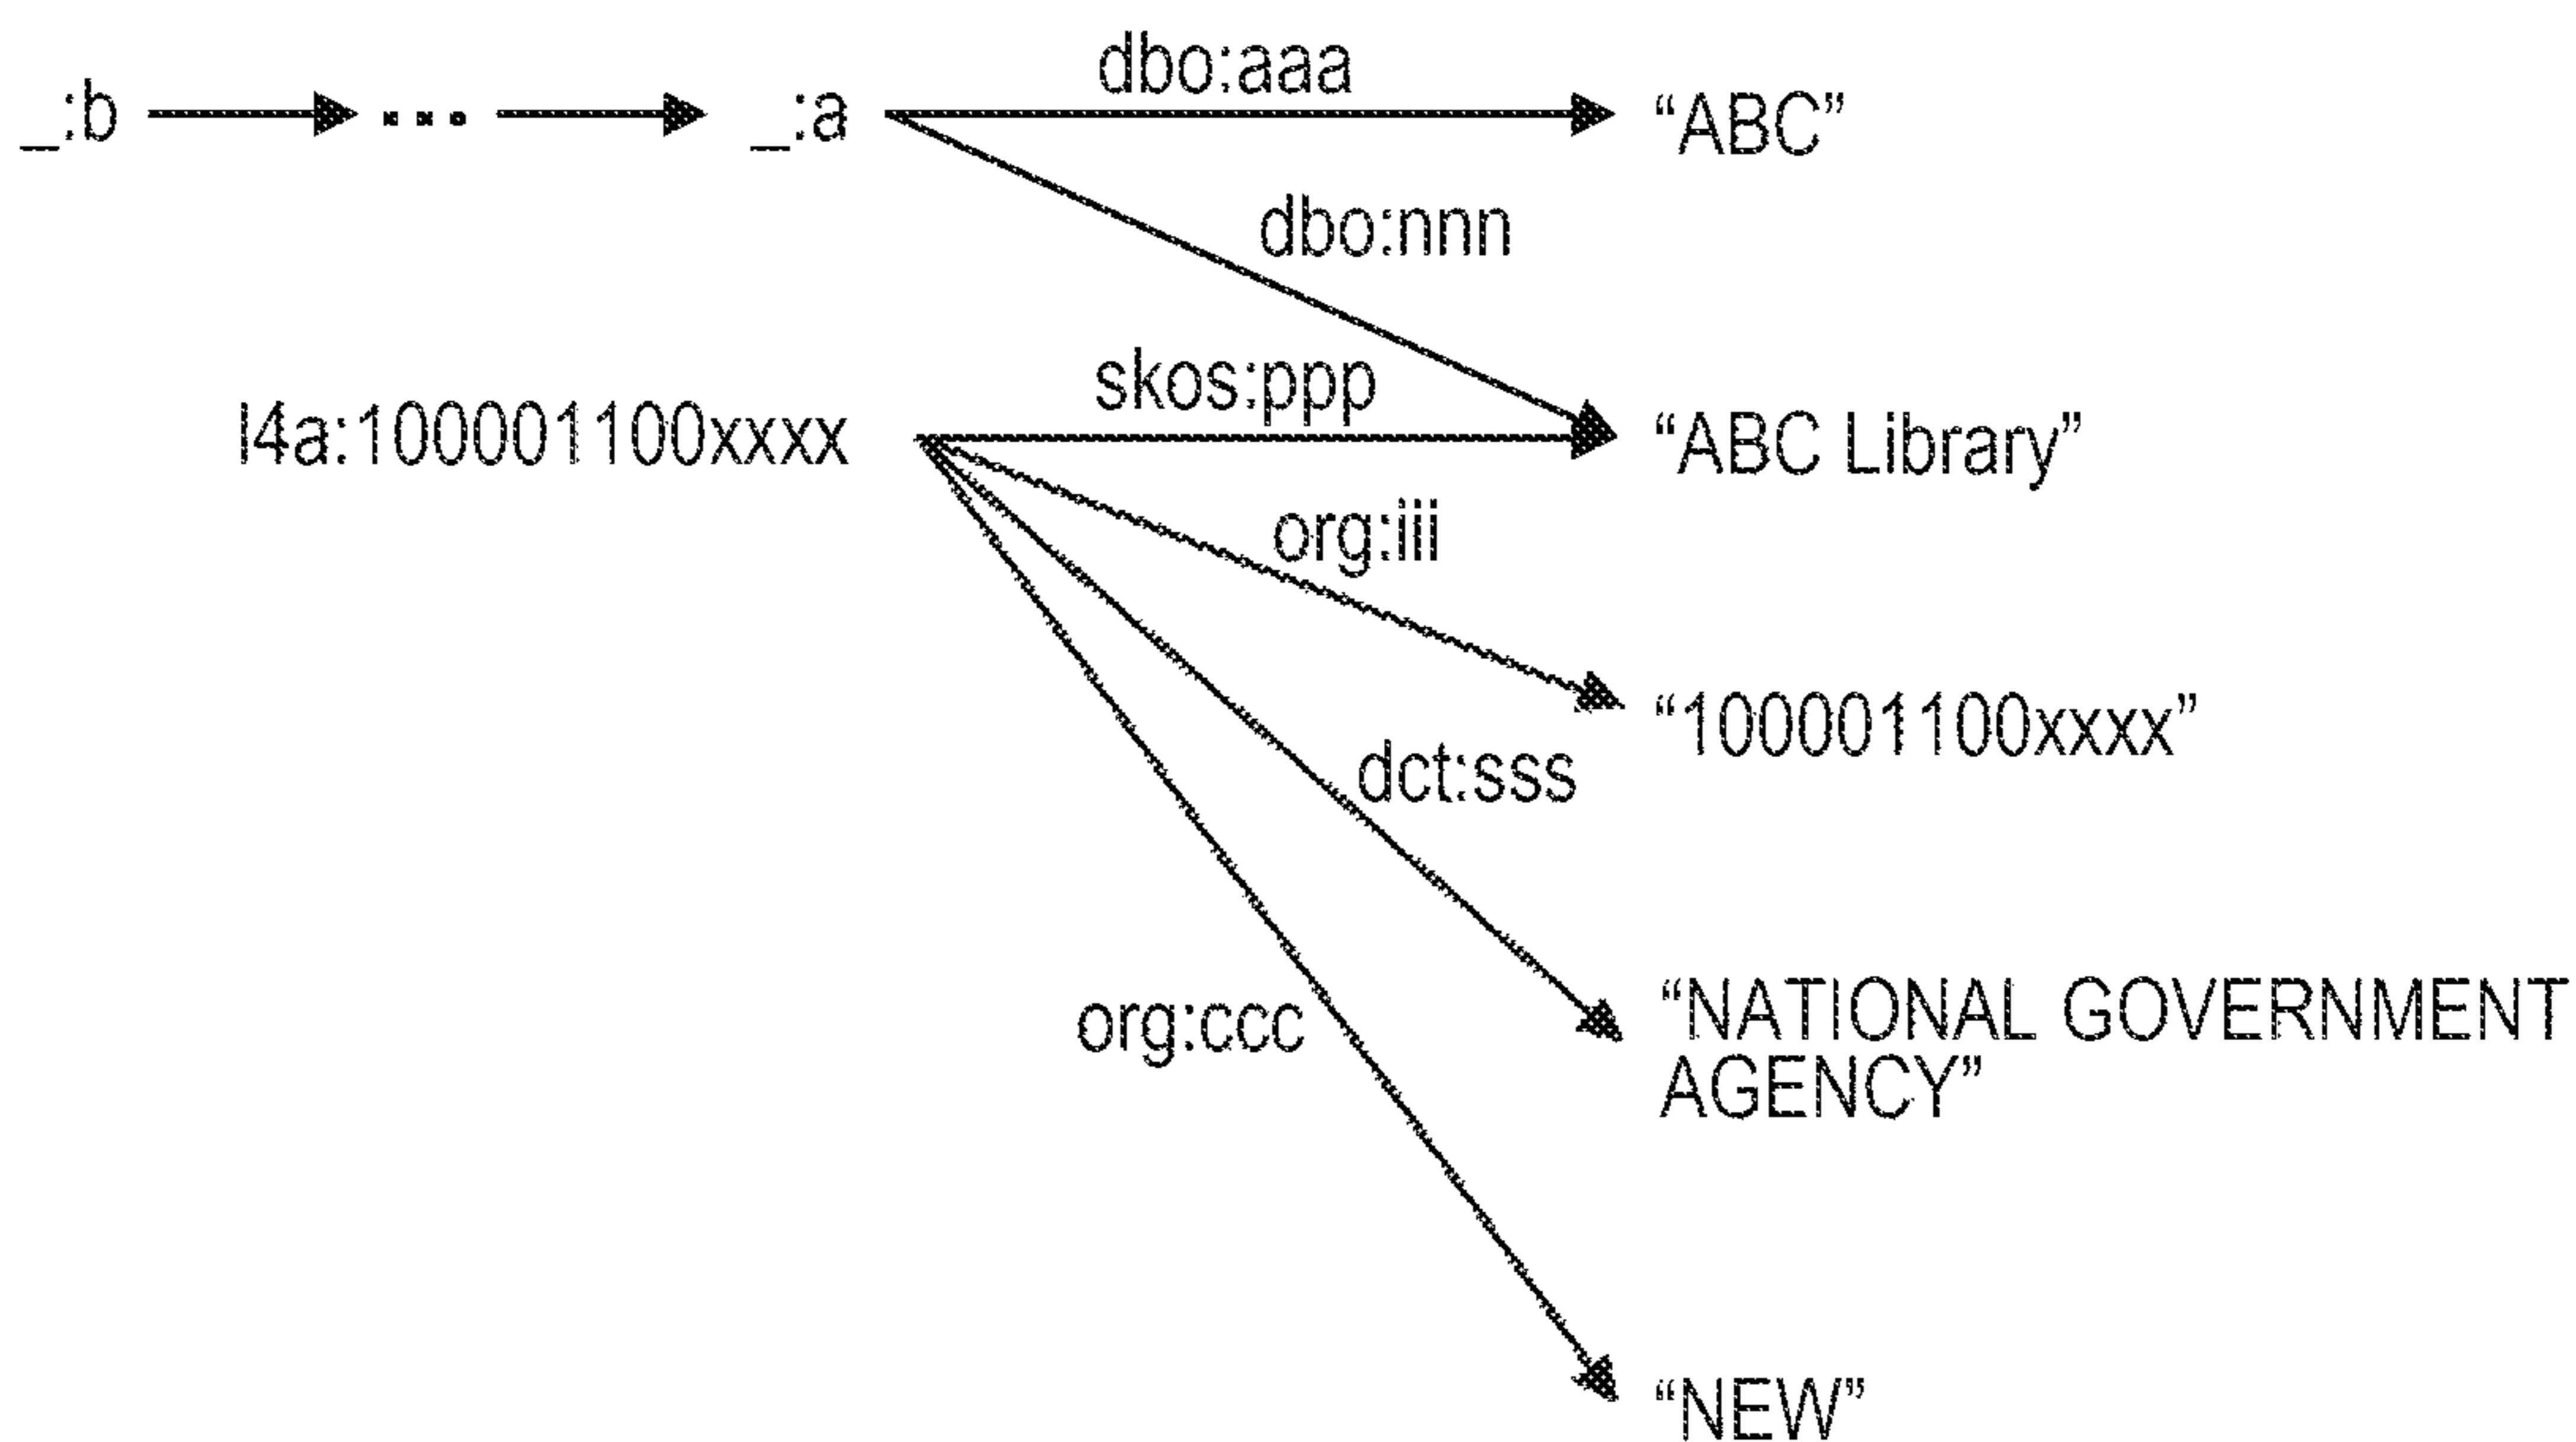 _:b ... _:a dbo:aaa “ABC”
dbo:nnn
skos:ppp
l4a:100001100xxxx “ABC Library”
org:iii
“100001100xxxx”
dct:sss
org:ccc “NATIONAL GOVERNMENT
AGENCY”
“NEW”